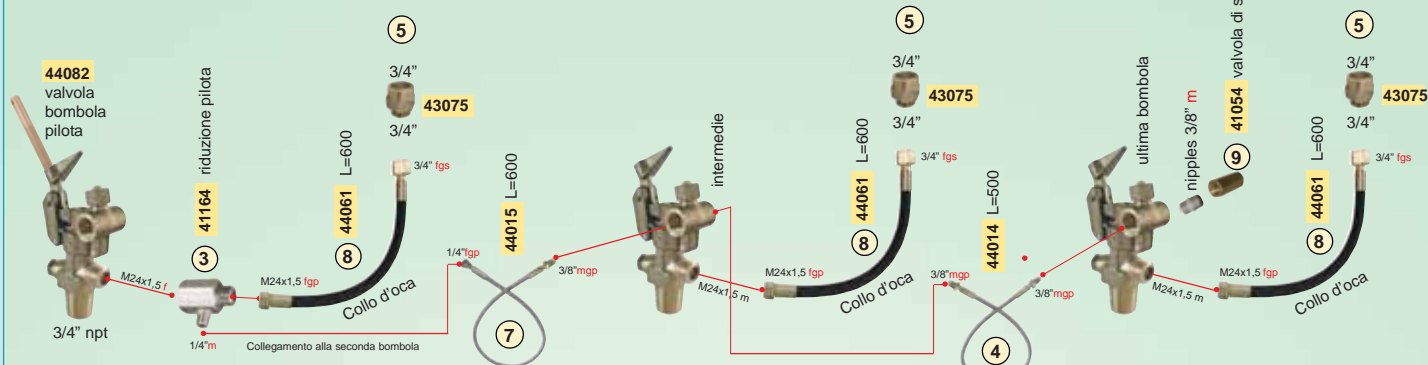 44082
valvola
bombola
pilota
3/4” npt
M24x1,5 f
41164 riduzione pilota
3
1/4”m
Collegamento alla seconda bombola
M24x1,5 fgp
44061 L=600
8
Collo d’oca
5
3/4”
43075
3/4”
3/4” fgs
1/4”fgp
44015 L=600
3/8”mgp
7
intermedie
M24x1,5 m
M24x1,5 fgp
44061 L=600
8
Collo d’oca
5
3/4”
43075
3/4”
3/4” fgs
3/8”mgp
44014 L=500
3/8”mgp
4
ultima bombola
nipples 3/8” m
9
41054 valvola di
M24x1,5 m
M24x1,5 fgp
44061 L=600
8
Collo d’oca
5
3/4”
43075
3/4”
3/4” fgs